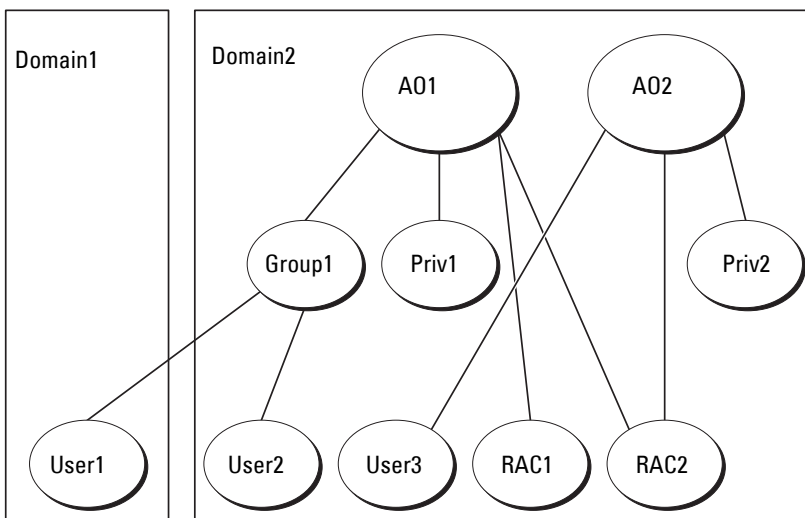 Domain1
Domain2
AO1
AO2
Group1
Priv1
Priv2
User1
User2
User3
RAC1
RAC2